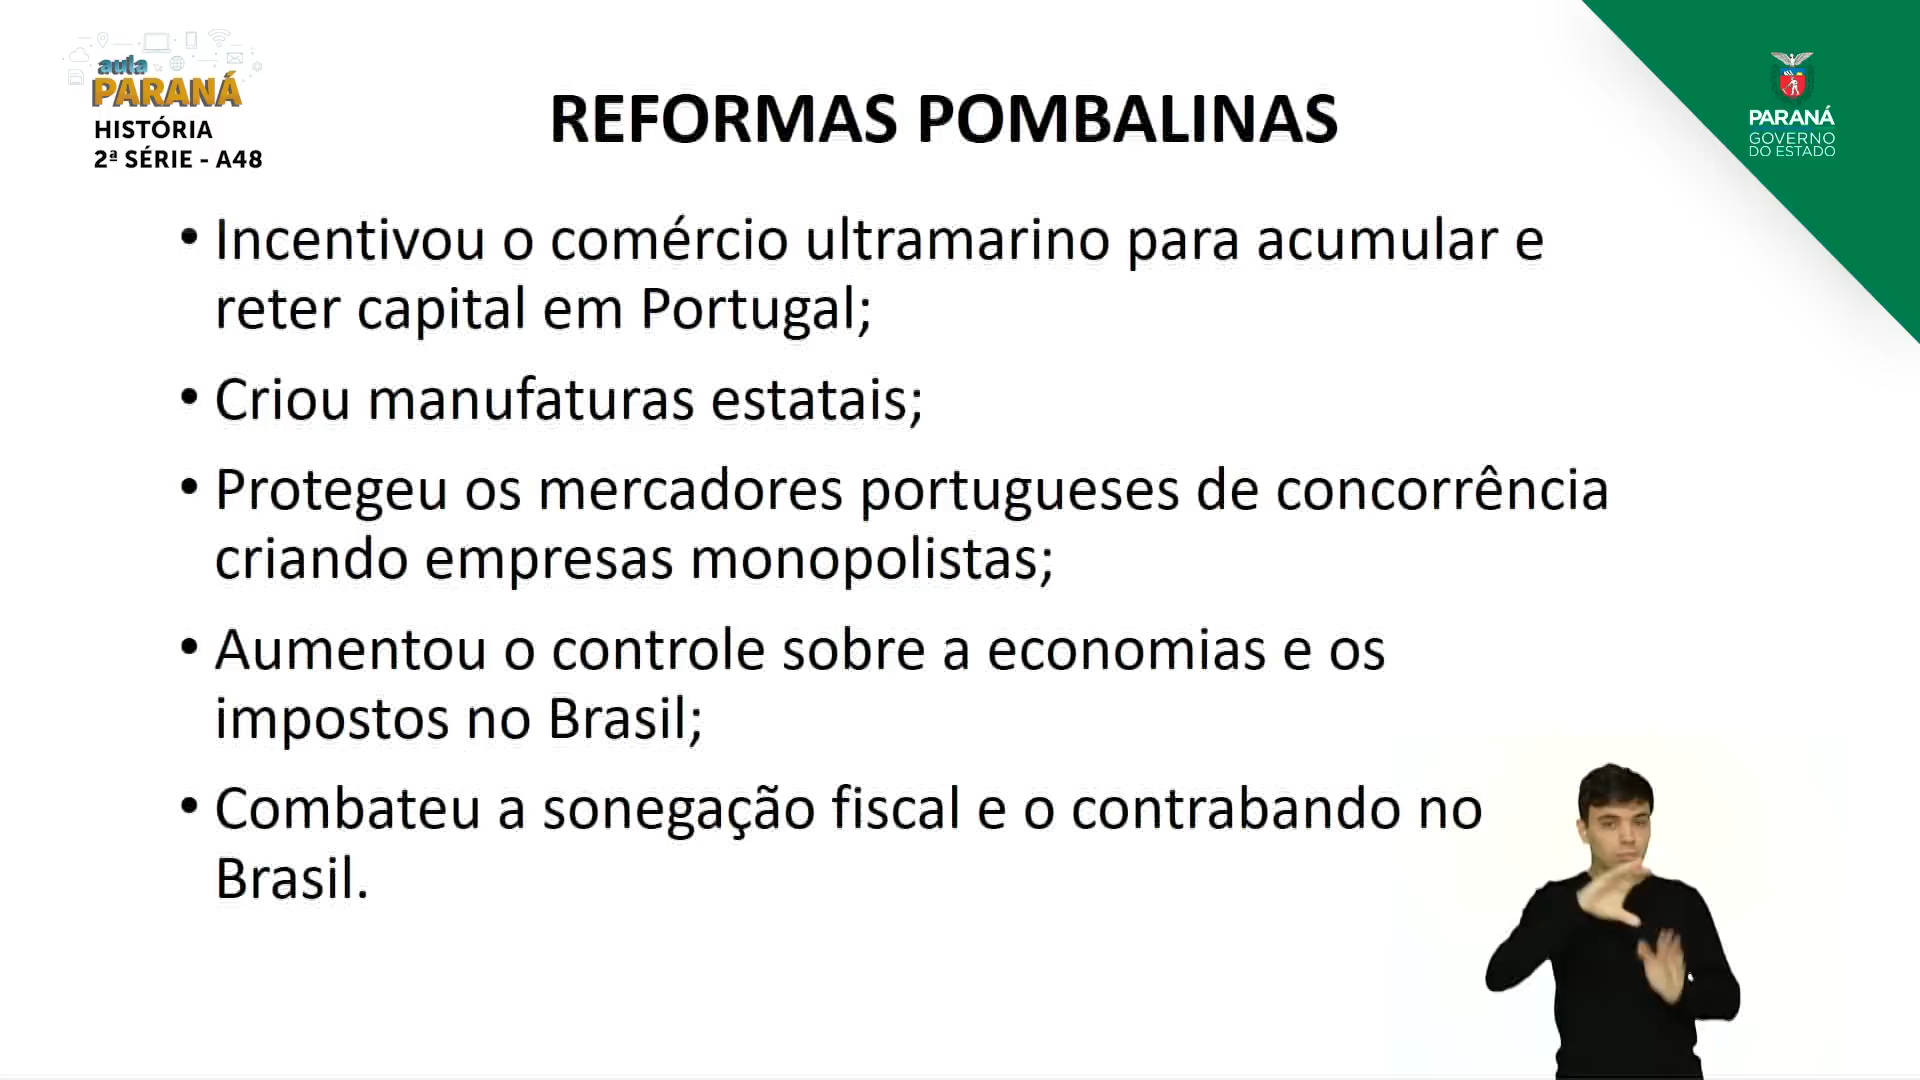 aula
PARANÁ
HISTÓRIA
2ª SÉRIE - A48
REFORMAS POMBALINAS
PARANÁ
GOVERNO
DO ESTADO
• Incentivou o comércio ultramarino para acumular e
reter capital em Portugal;
• Criou manufaturas estatais;
• Protegeu os mercadores portugueses de concorrência
criando empresas monopolistas;
• Aumentou o controle sobre a economias e os
impostos no Brasil;
• Combateu a sonegação fiscal e o contrabando no
Brasil.